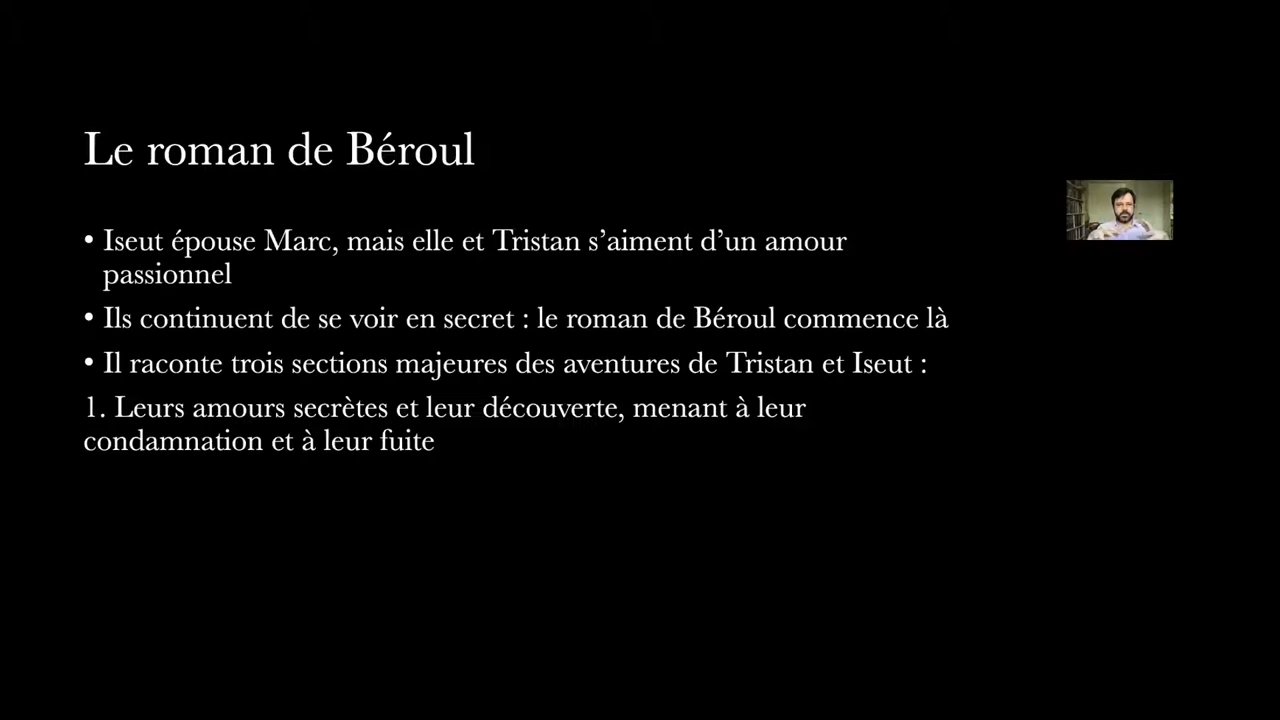 Le roman de Béroul
• Iseut épouse Marc, mais elle et Tristan s’aiment d’un amour
passionnel
• Ils continuent de se voir en secret : le roman de Béroul commence là
• Il raconte trois sections majeures des aventures de Tristan et Iseut :
1. Leurs amours secrètes et leur découverte, menant à leur
condamnation et à leur fuite